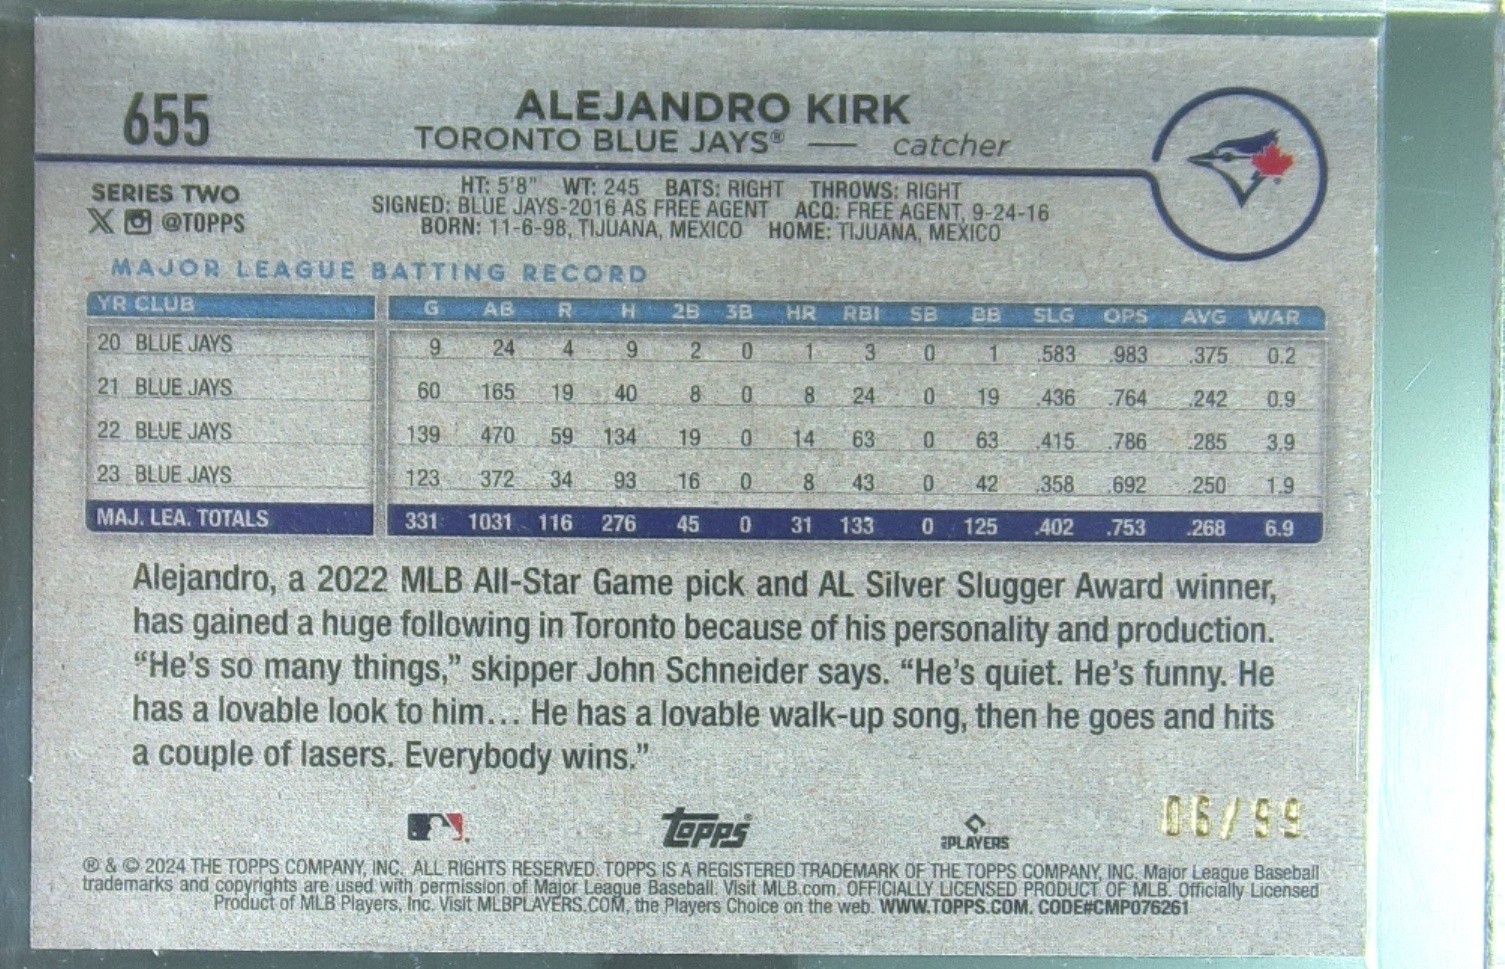 655
ALEJANDRO KIRK
TORONTO BLUE JAYS® — catcher
SERIES TWO
@TOPPS
HT: 5'8" WT: 245 BATS: RIGHT THROWS: RIGHT
SIGNED: BLUE JAYS-2016 AS FREE AGENT ACQ: FREE AGENT, 9-24-16
BORN: 11-6-98, TIJUANA, MEXICO HOME: TIJUANA, MEXICO
MAJOR LEAGUE BATTING RECORD
YR CLUB G AB R H 2B 3B HR RBI SB BB SLG OPS AVG WAR
20 BLUE JAYS 9 24 4 9 2 0 1 3 0 1 .583 .983 .375 0.2
21 BLUE JAYS 60 165 19 40 8 0 8 24 0 19 .436 .764 .242 0.9
22 BLUE JAYS 139 470 59 134 19 0 14 63 0 63 .415 .786 .285 3.9
23 BLUE JAYS 123 372 34 93 16 0 8 43 0 42 .358 .692 .250 1.9
MAJ. LEA. TOTALS 331 1031 116 276 45 0 31 133 0 125 .402 .753 .268 6.9
Alejandro, a 2022 MLB All-Star Game pick and AL Silver Slugger Award winner,
has gained a huge following in Toronto because of his personality and production.
“He's so many things,” skipper John Schneider says. “He's quiet. He's funny. He
has a lovable look to him... He has a lovable walk-up song, then he goes and hits
a couple of lasers. Everybody wins.”
06/99
Topps®
PLAYERS
® & © 2024 THE TOPPS COMPANY, INC. ALL RIGHTS RESERVED. TOPPS IS A REGISTERED TRADEMARK OF THE TOPPS COMPANY, INC. Major League Baseball
trademarks and copyrights are used with permission of Major League Baseball. Visit MLB.com. OFFICIALLY LICENSED PRODUCT OF MLB. Officially Licensed
Product of MLB Players, Inc. Visit MLBPLAYERS.COM, the Players Choice on the web. WWW.TOPPS.COM. CODE#CMP076261